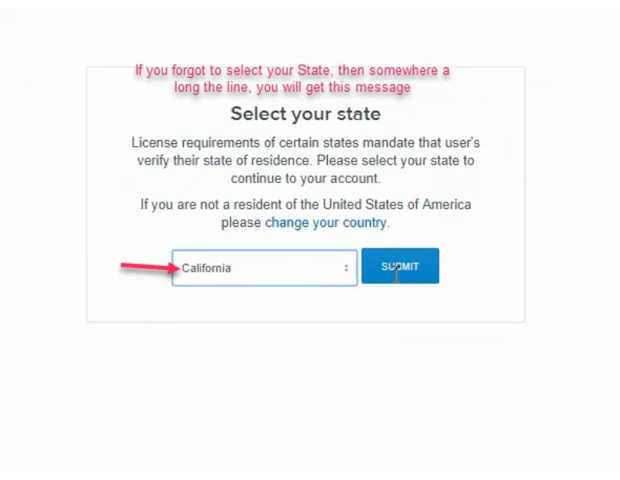 If you forgot to select your State, then somewhere a
long the line, you will get this message
Select your state
License requirements of certain states mandate that user's
verify their state of residence. Please select your state to
continue to your account.
If you are not a resident of the United States of America
please change your country.
California
SUBMIT